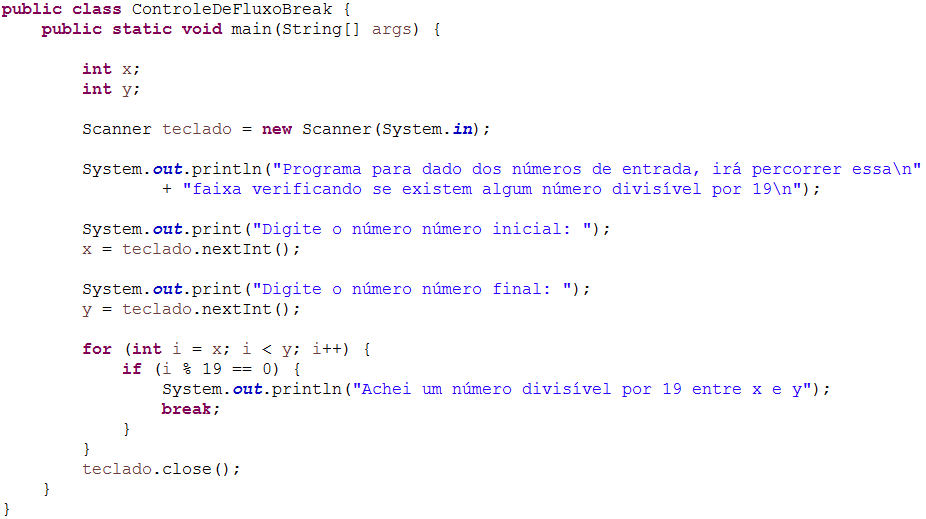 public class ControleDeFluxoBreak {
    public static void main(String[] args) {
        int x;
        int y;
        Scanner teclado = new Scanner(System.in);
        System.out.println("Programa para dado dos números de entrada, irá percorrer essa\n"
                + "faixa verificando se existem algum número divisível por 19\n");
        System.out.print("Digite o número número inicial: ");
        x = teclado.nextInt();
        System.out.print("Digite o número número final: ");
        y = teclado.nextInt();
        for (int i = x; i < y; i++) {
            if (i % 19 == 0) {
                System.out.println("Achei um número divisível por 19 entre x e y");
                break;
            }
        }
        teclado.close();
    }
}